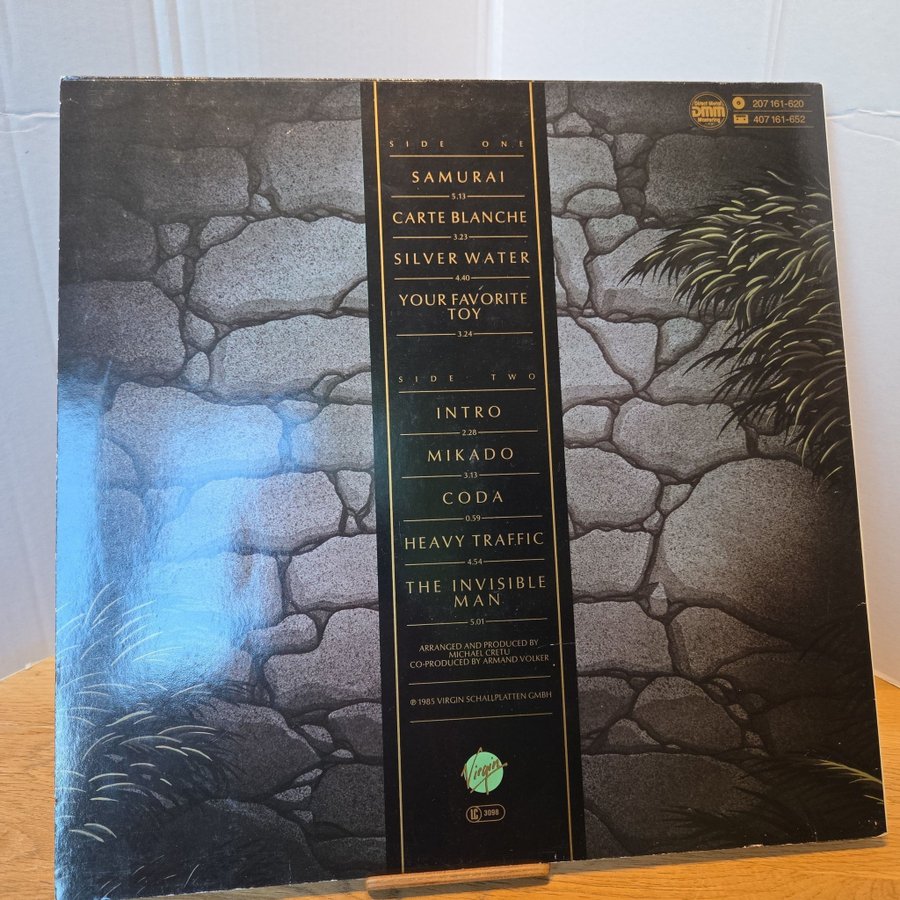 Direct Metal
DMM
Mastering
207 161-620
407 161-652
SIDE ONE
SAMURAI
5.13
CARTE BLANCHE
3.23
SILVER WATER
4.40
YOUR FAVORITE
TOY
3.24
SIDE TWO
INTRO
2.28
MIKADO
3.13
CODA
0.59
HEAVY TRAFFIC
4.54
THE INVISIBLE
MAN
5.01
ARRANGED AND PRODUCED BY
MICHAEL CRETU
CO-PRODUCED BY ARMAND VOLKER
℗ 1985 VIRGIN SCHALLPLATTEN GMBH
Virgin
LC 3098